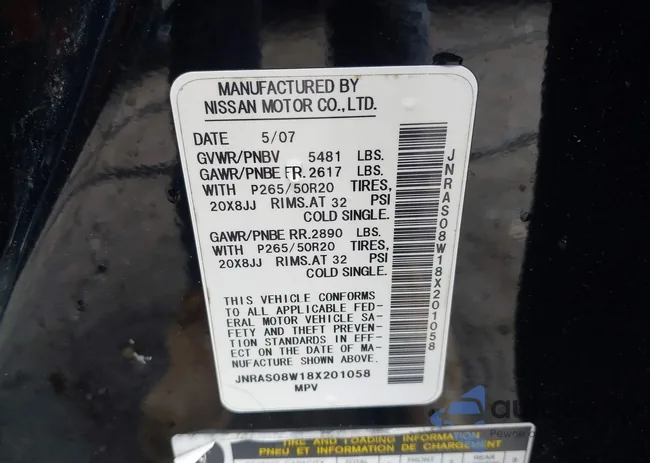 MANUFACTURED BY
NISSAN MOTOR CO.,LTD.
DATE 5/07
GVWR/PNBV 5481 LBS.
GAWR/PNBE FR.2617 LBS.
WITH P265/50R20 TIRES,
20X8JJ RIMS.AT 32 PSI
COLD SINGLE.
GAWR/PNBE RR.2890 LBS.
WITH P265/50R20 TIRES,
20X8JJ RIMS.AT 32 PSI
COLD SINGLE.
THIS VEHICLE CONFORMS
TO ALL APPLICABLE FED-
ERAL MOTOR VEHICLE SA-
FETY AND THEFT PREVEN-
TION STANDARDS IN EFF-
ECT ON THE DATE OF MA-
NUFACTURE SHOWN ABOVE.
JNRAS08W18X201058
MPV
JNRAS08W18X201058
TIRE AND LOADING INFORMATION
PNEU ET INFORMATION DE CHARGEMENT